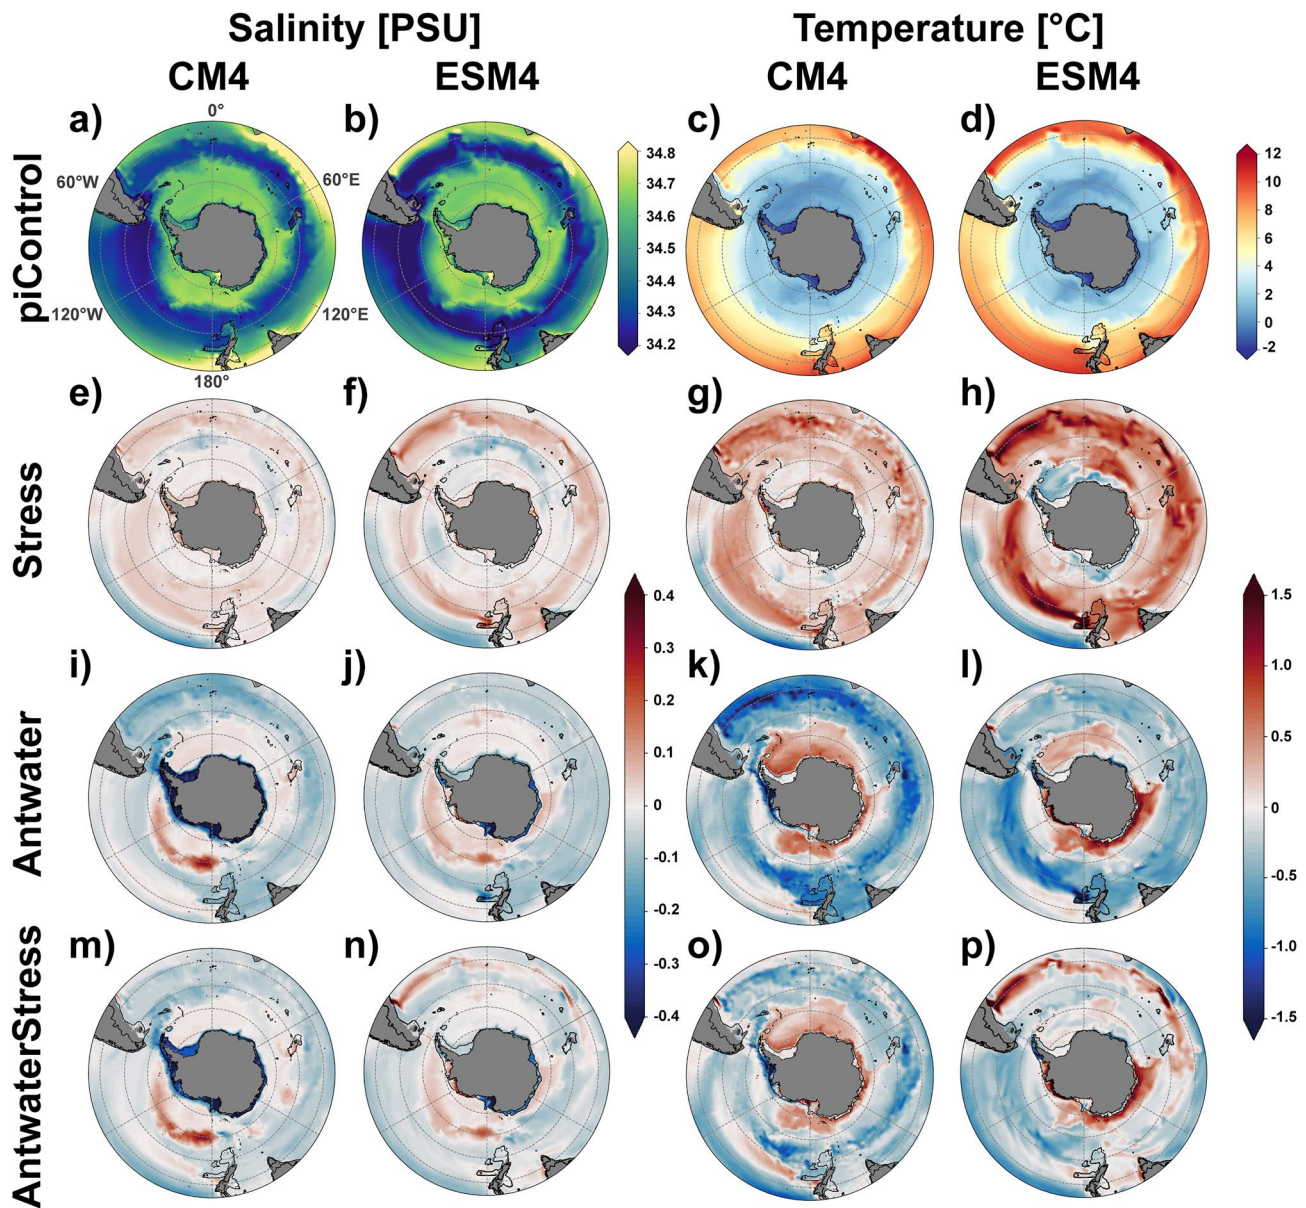 Salinity [PSU] Temperature [°C]
CM4 ESM4 CM4 ESM4
piControl
a) b) c) d)
0°
60°W 60°E
120°W 120°E
180°
34.8
34.7
34.6
34.5
34.4
34.3
34.2
12
10
8
6
4
2
0
-2
Stress
e) f) g) h)
Antwater
i) j) k) l)
AntwaterStress
m) n) o) p)
0.4
0.3
0.2
0.1
0
-0.1
-0.2
-0.3
-0.4
1.5
1.0
0.5
0
-0.5
-1.0
-1.5